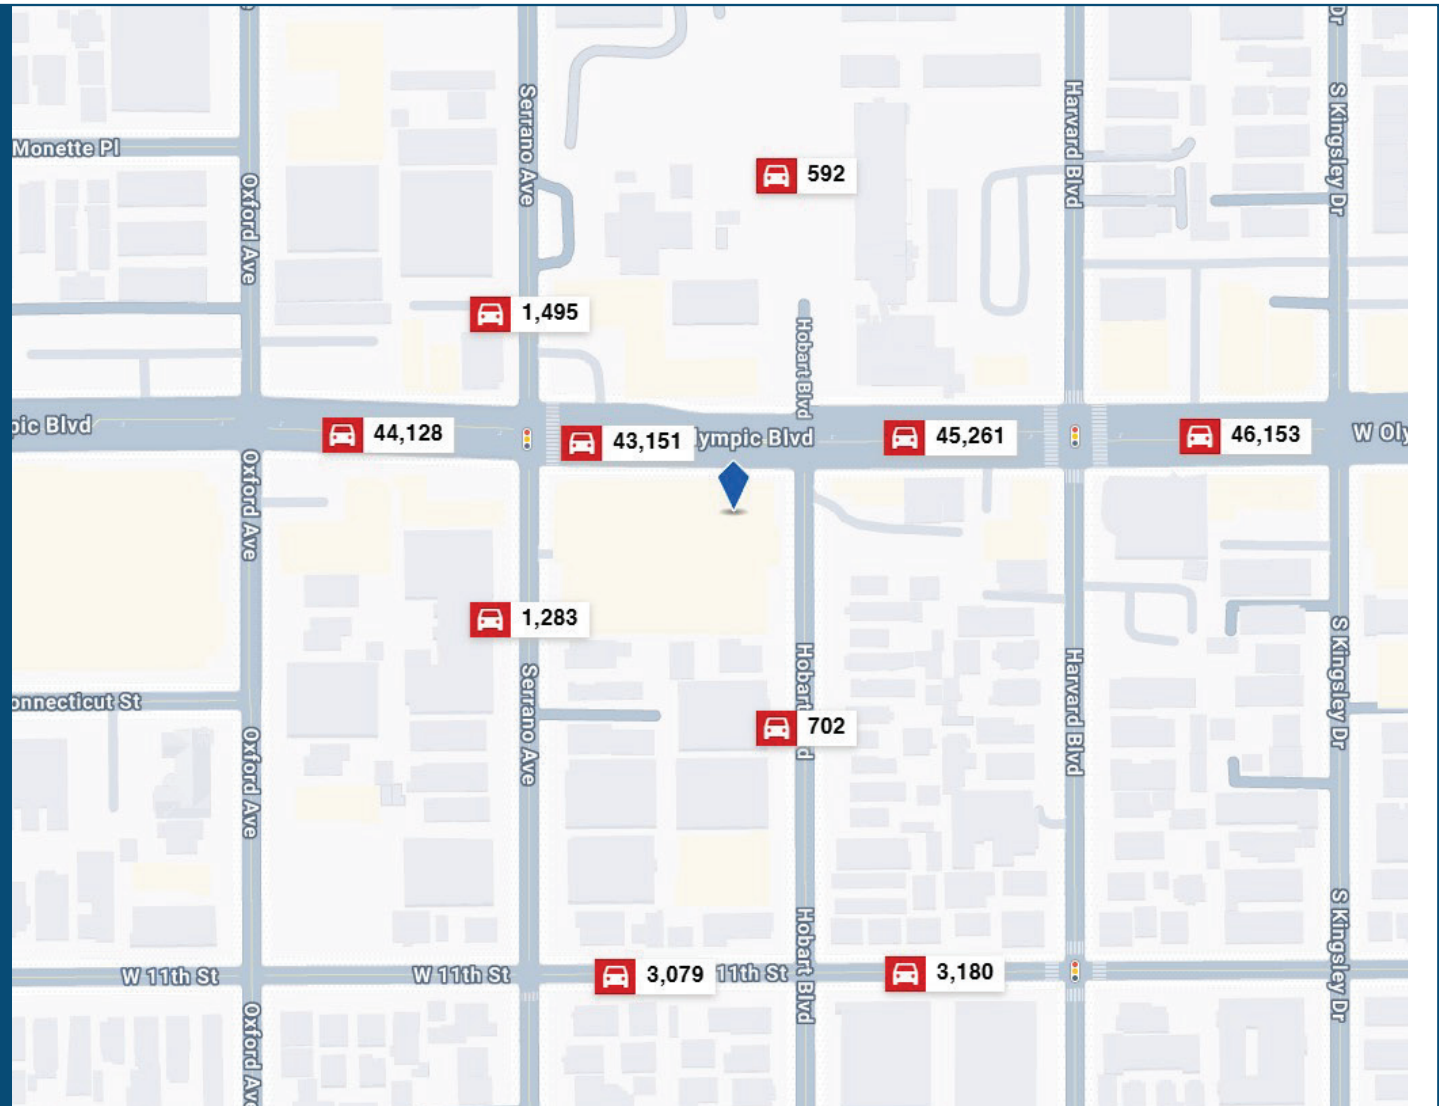 Dr
Serrano Ave
Harvard Blvd
S Kingsley Dr
Monette Pl
592
Oxford Ave
1,495
Hobart Blvd
pic Blvd
44,128
43,151
lympic Blvd
45,261
46,153
W Oly
Oxford Ave
1,283
S Kingsley Dr
Serrano Ave
Hobart
Harvard Blvd
onnecticut St
702
Oxford Ave
S Kingsley Dr
Hobart Blvd
W 11th St
W 11th St
3,079
11th St
3,180
Oxford Ave